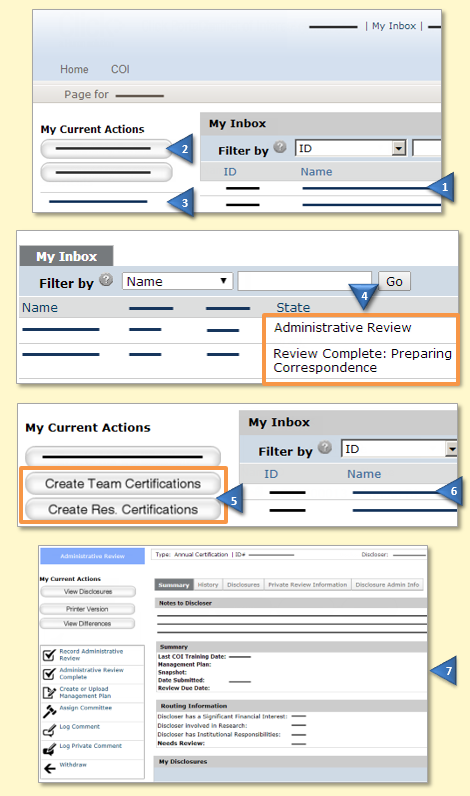 | My Inbox |
Home COI
Page for
My Current Actions
2
3
My Inbox
Filter by ? ID
ID Name
1
My Inbox
Filter by ? Name Go
4
Name State
Administrative Review
Review Complete: Preparing
Correspondence
My Current Actions
Create Team Certifications
Create Res. Certifications
5
My Inbox
Filter by ? ID
ID Name
6
Administrative Review
Type: Annual Certification | ID#
Discloser:
My Current Actions
View Disclosures
Printer Version
View Differences
Record Administrative
Review
Administrative Review
Complete
Create or Upload
Management Plan
Assign Committee
Log Comment
Log Private Comment
Withdraw
Summary History Disclosures Private Review Information Disclosure Admin Info
Notes to Discloser
Summary
Last COI Training Date:
Management Plan:
Snapshot:
Date Submitted:
Review Due Date:
Routing Information
Discloser has a Significant Financial Interest:
Discloser Involved in Research:
Discloser has Institutional Responsibilities:
Needs Review:
My Disclosures
7